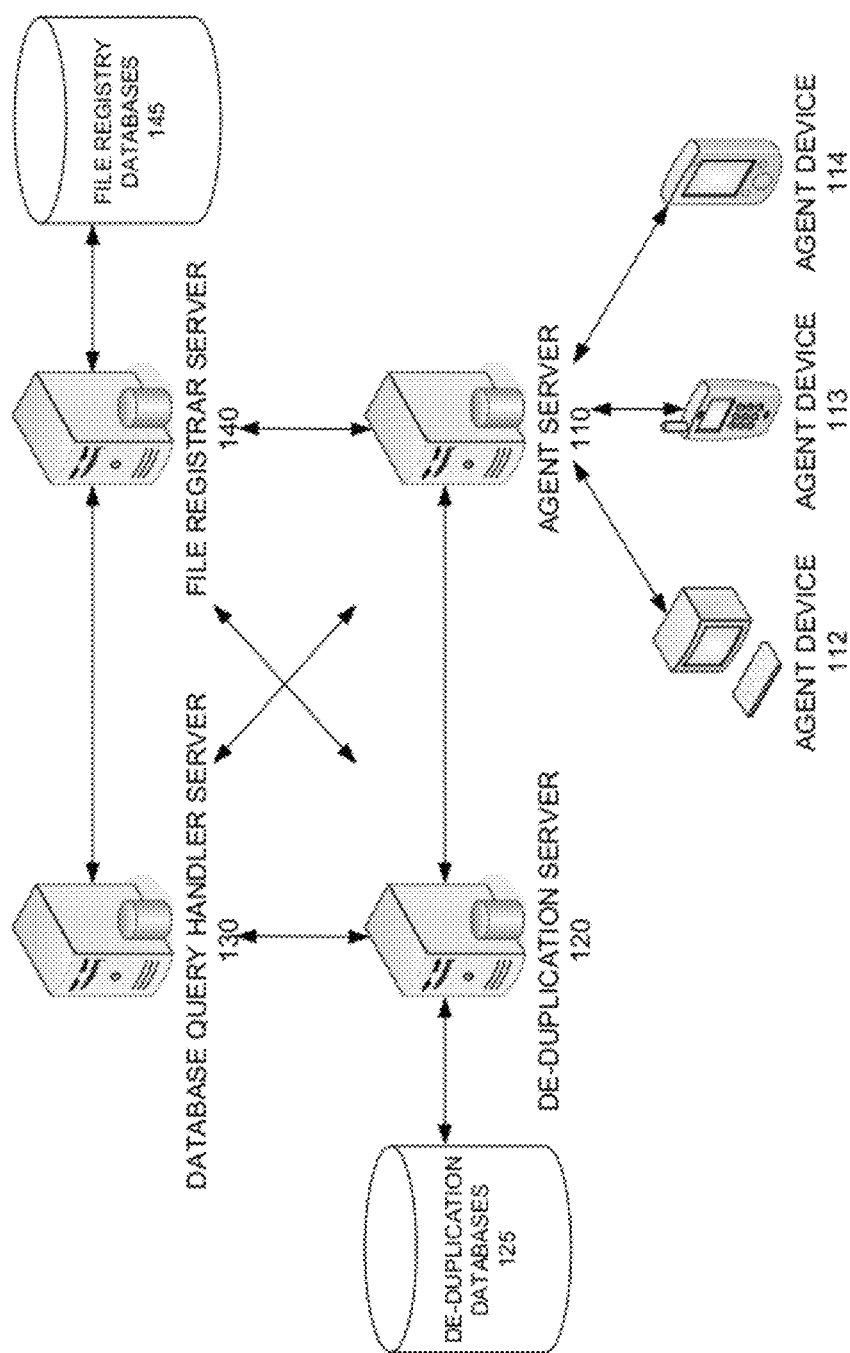 FILE REGISTRY
DATABASES
145
DATABASE QUERY HANDLER SERVER
130
FILE REGISTRAR SERVER
140
DE-DUPLICATION
DATABASES
125
DE-DUPLICATION SERVER
120
AGENT SERVER
110
AGENT DEVICE
112
AGENT DEVICE
113
AGENT DEVICE
114